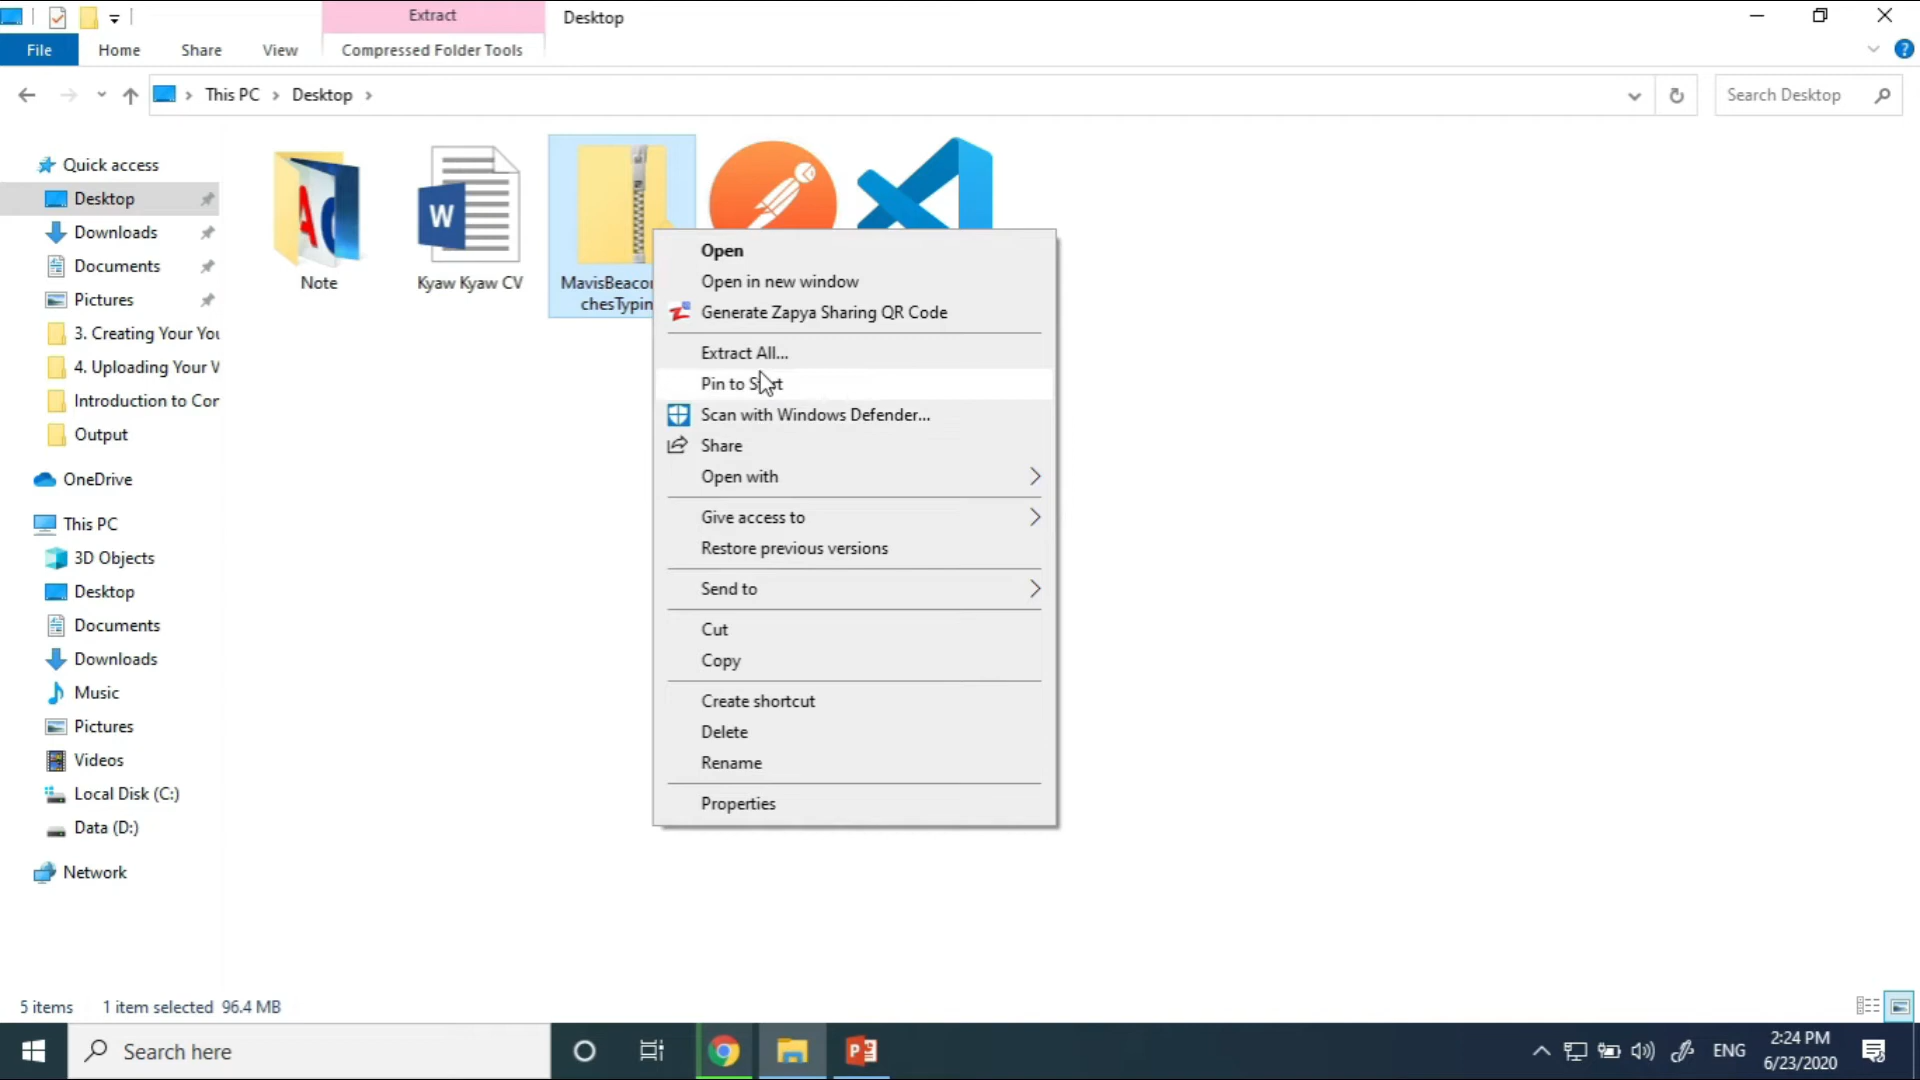 Extract
Desktop
File
Home
Share
View
Compressed Folder Tools
This PC
Desktop
Search Desktop
Quick access
Desktop
Downloads
Documents
Pictures
3. Creating Your You
4. Uploading Your V
Introduction to Cor
Output
OneDrive
This PC
3D Objects
Desktop
Documents
Downloads
Music
Pictures
Videos
Local Disk (C:)
Data (D:)
Network
Note
W
Kyaw Kyaw CV
MavisBeacon
chesTypin
Open
Open in new window
Generate Zapya Sharing QR Code
Extract All...
Pin to Start
Scan with Windows Defender...
Share
Open with
Give access to
Restore previous versions
Send to
Cut
Copy
Create shortcut
Delete
Rename
Properties
5 items
1 item selected 96.4 MB
Search here
ENG
2:24 PM
6/23/2020